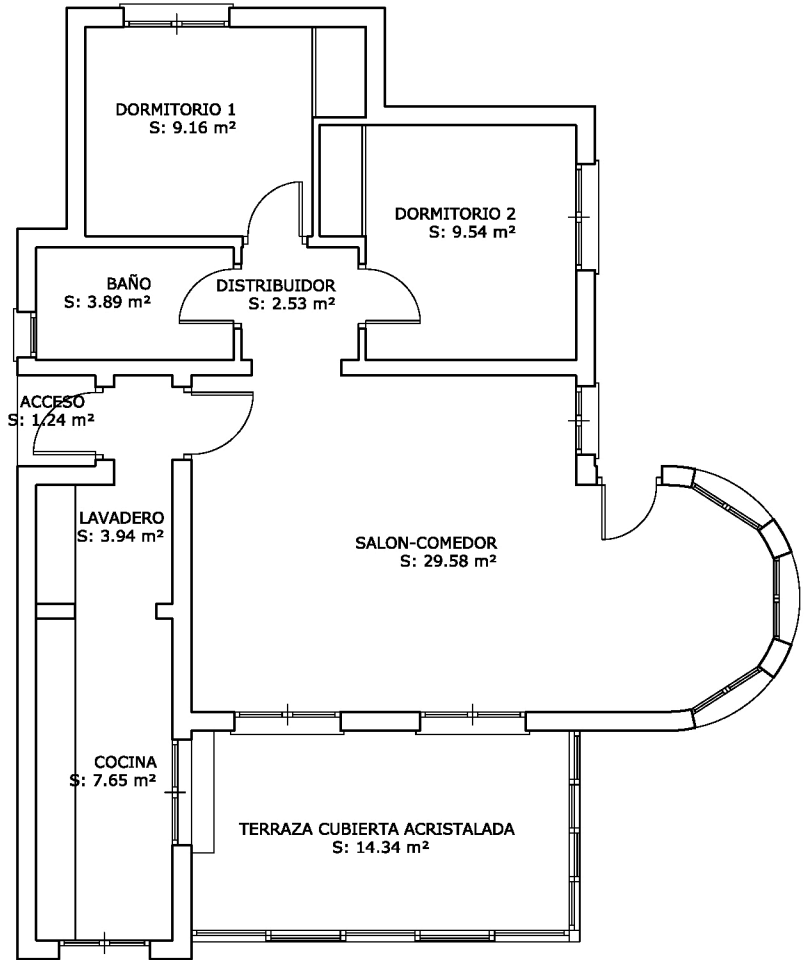 DORMITORIO 1
S: 9.16 m²
DORMITORIO 2
S: 9.54 m²
BAÑO
S: 3.89 m²
DISTRIBUIDOR
S: 2.53 m²
ACCESO
S: 1.24 m²
LAVADERO
S: 3.94 m²
SALON-COMEDOR
S: 29.58 m²
COCINA
S: 7.65 m²
TERRAZA CUBIERTA ACRISTALADA
S: 14.34 m²